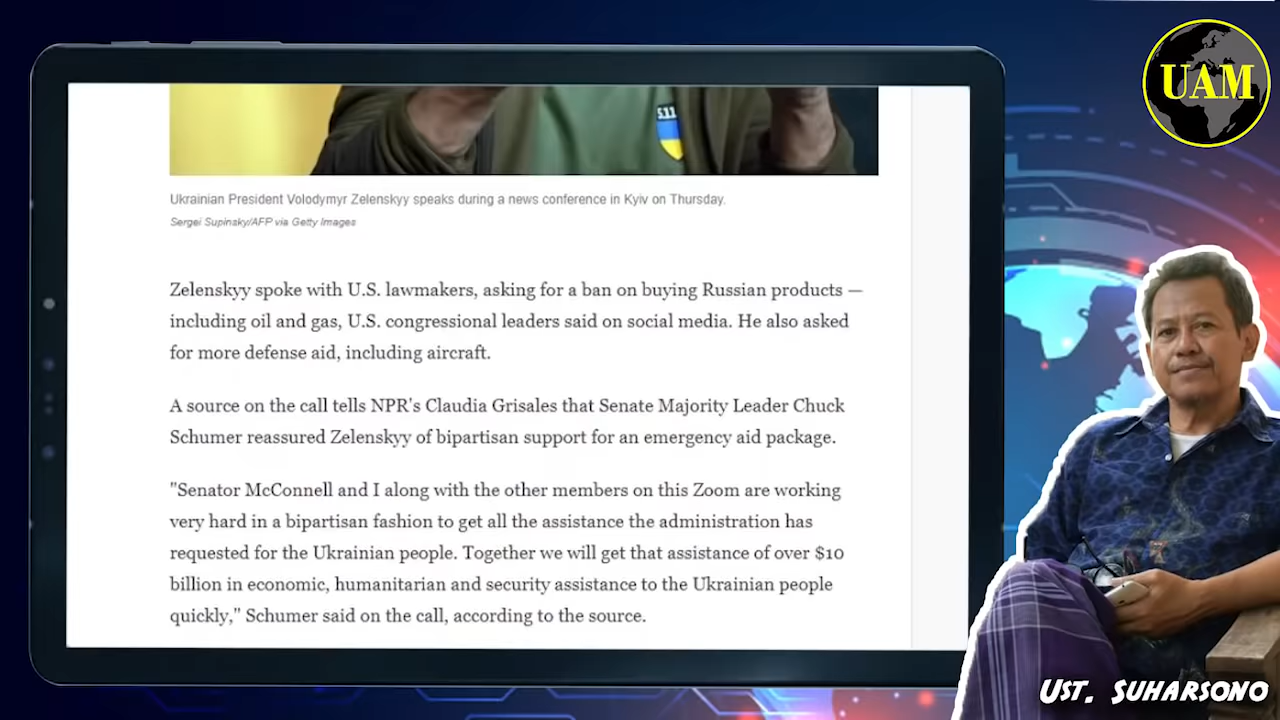 UAM
5.11
Ukrainian President Volodymyr Zelenskyy speaks during a news conference in Kyiv on Thursday.
Sergei Supinsky/AFP via Getty Images
Zelenskyy spoke with U.S. lawmakers, asking for a ban on buying Russian products —
including oil and gas, U.S. congressional leaders said on social media. He also asked
for more defense aid, including aircraft.
A source on the call tells NPR's Claudia Grisales that Senate Majority Leader Chuck
Schumer reassured Zelenskyy of bipartisan support for an emergency aid package.
"Senator McConnell and I along with the other members on this Zoom are working
very hard in a bipartisan fashion to get all the assistance the administration has
requested for the Ukrainian people. Together we will get that assistance of over $10
billion in economic, humanitarian and security assistance to the Ukrainian people
quickly," Schumer said on the call, according to the source.
Ust. Suharsono